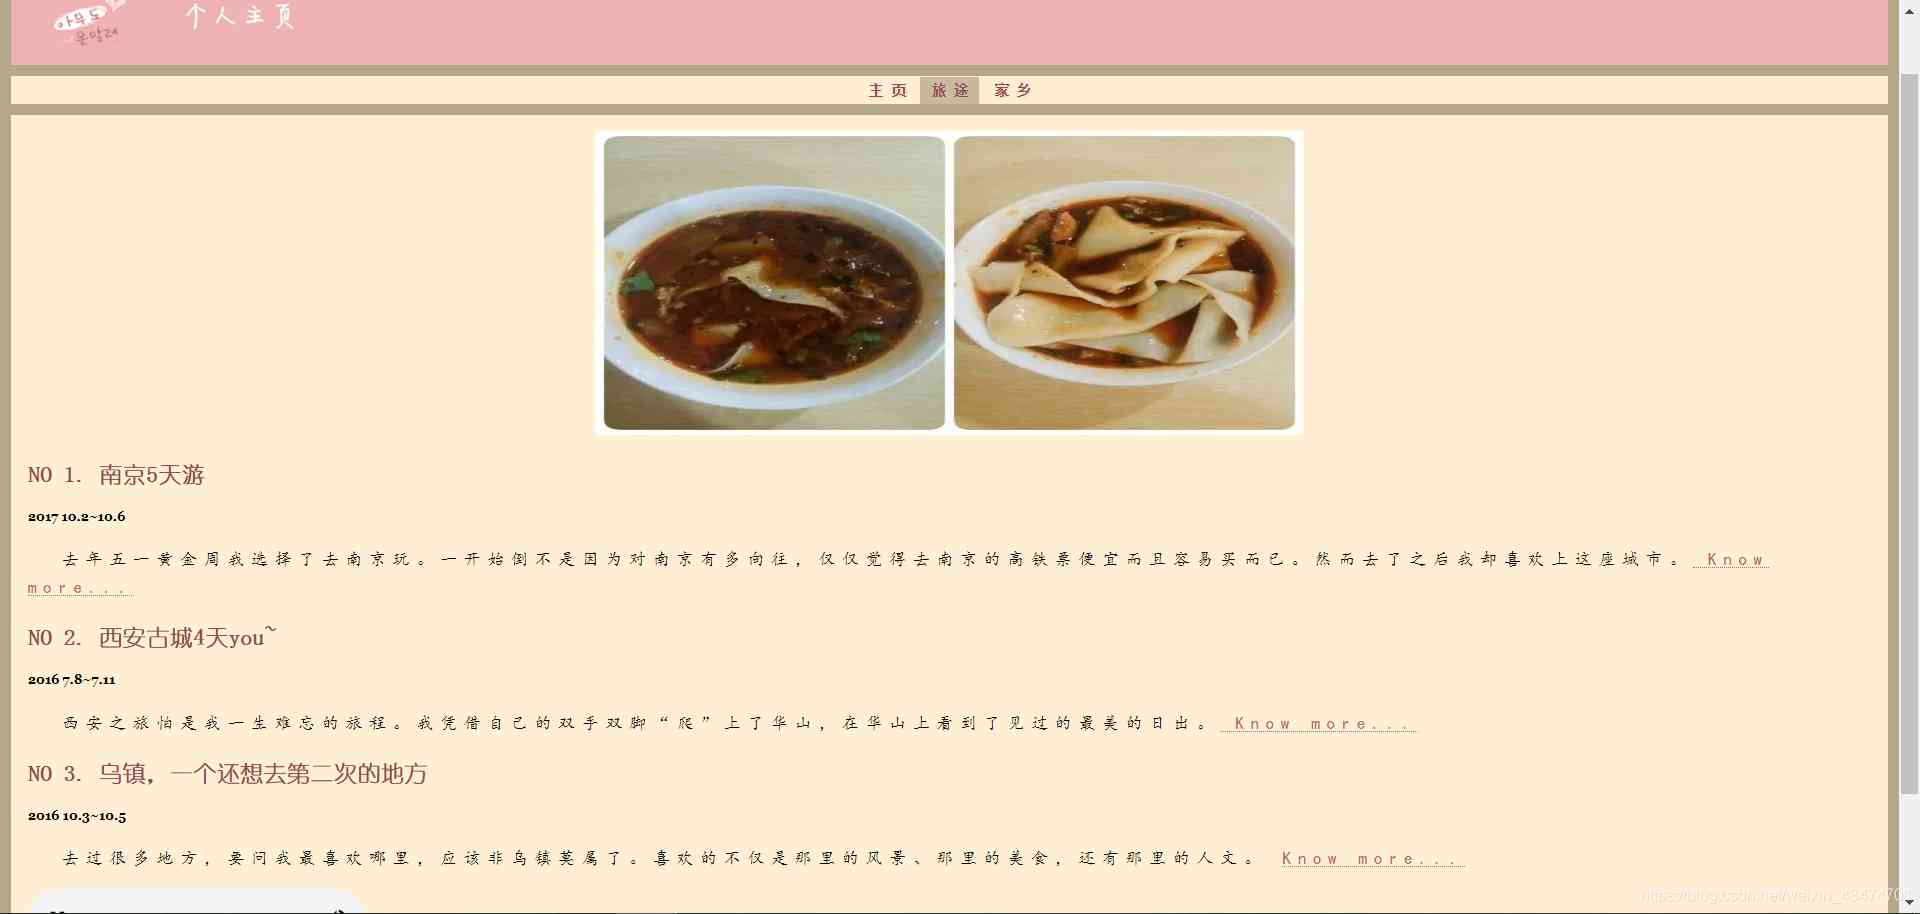 아무도
못말려
个人主页
主页 旅途 家乡
NO 1. 南京5天游
2017 10.2~10.6
去年五一黄金周我选择了去南京玩。一开始倒不是因为对南京有多向往，仅仅觉得去南京的高铁票便宜而且容易买而已。然而去了之后我却喜欢上这座城市。 Know
more...
NO 2. 西安古城4天you~
2016 7.8~7.11
西安之旅怕是我一生难忘的旅程。我凭借自己的双手双脚“爬”上了华山，在华山上看到了见过的最美的日出。 Know more...
NO 3. 乌镇，一个还想去第二次的地方
2016 10.3~10.5
去过很多地方，要问我最喜欢哪里，应该非乌镇莫属了。喜欢的不仅是那里的风景、那里的美食，还有那里的人文。 Know more...